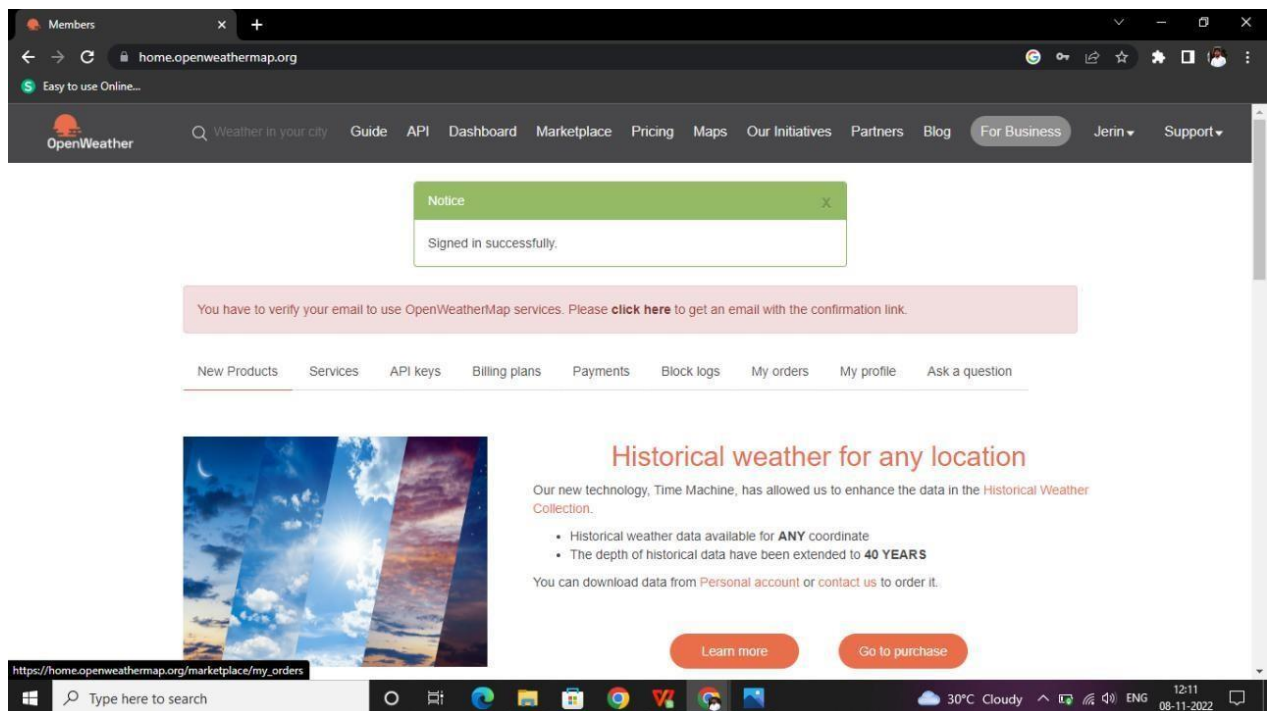 Members
home.openweathermap.org
S Easy to use Online...
OpenWeather
Weather in your city Guide API Dashboard Marketplace Pricing Maps Our Initiatives Partners Blog For Business Jerin Support
Notice x
Signed in successfully.
You have to verify your email to use OpenWeatherMap services. Please click here to get an email with the confirmation link.
New Products Services API keys Billing plans Payments Block logs My orders My profile Ask a question
Historical weather for any location
Our new technology, Time Machine, has allowed us to enhance the data in the Historical Weather
Collection.
• Historical weather data available for ANY coordinate
• The depth of historical data have been extended to 40 YEARS
You can download data from Personal account or contact us to order it.
Learn more Go to purchase
https://home.openweathermap.org/marketplace/my_orders
Type here to search 30°C Cloudy ENG 12:11
08-11-2022